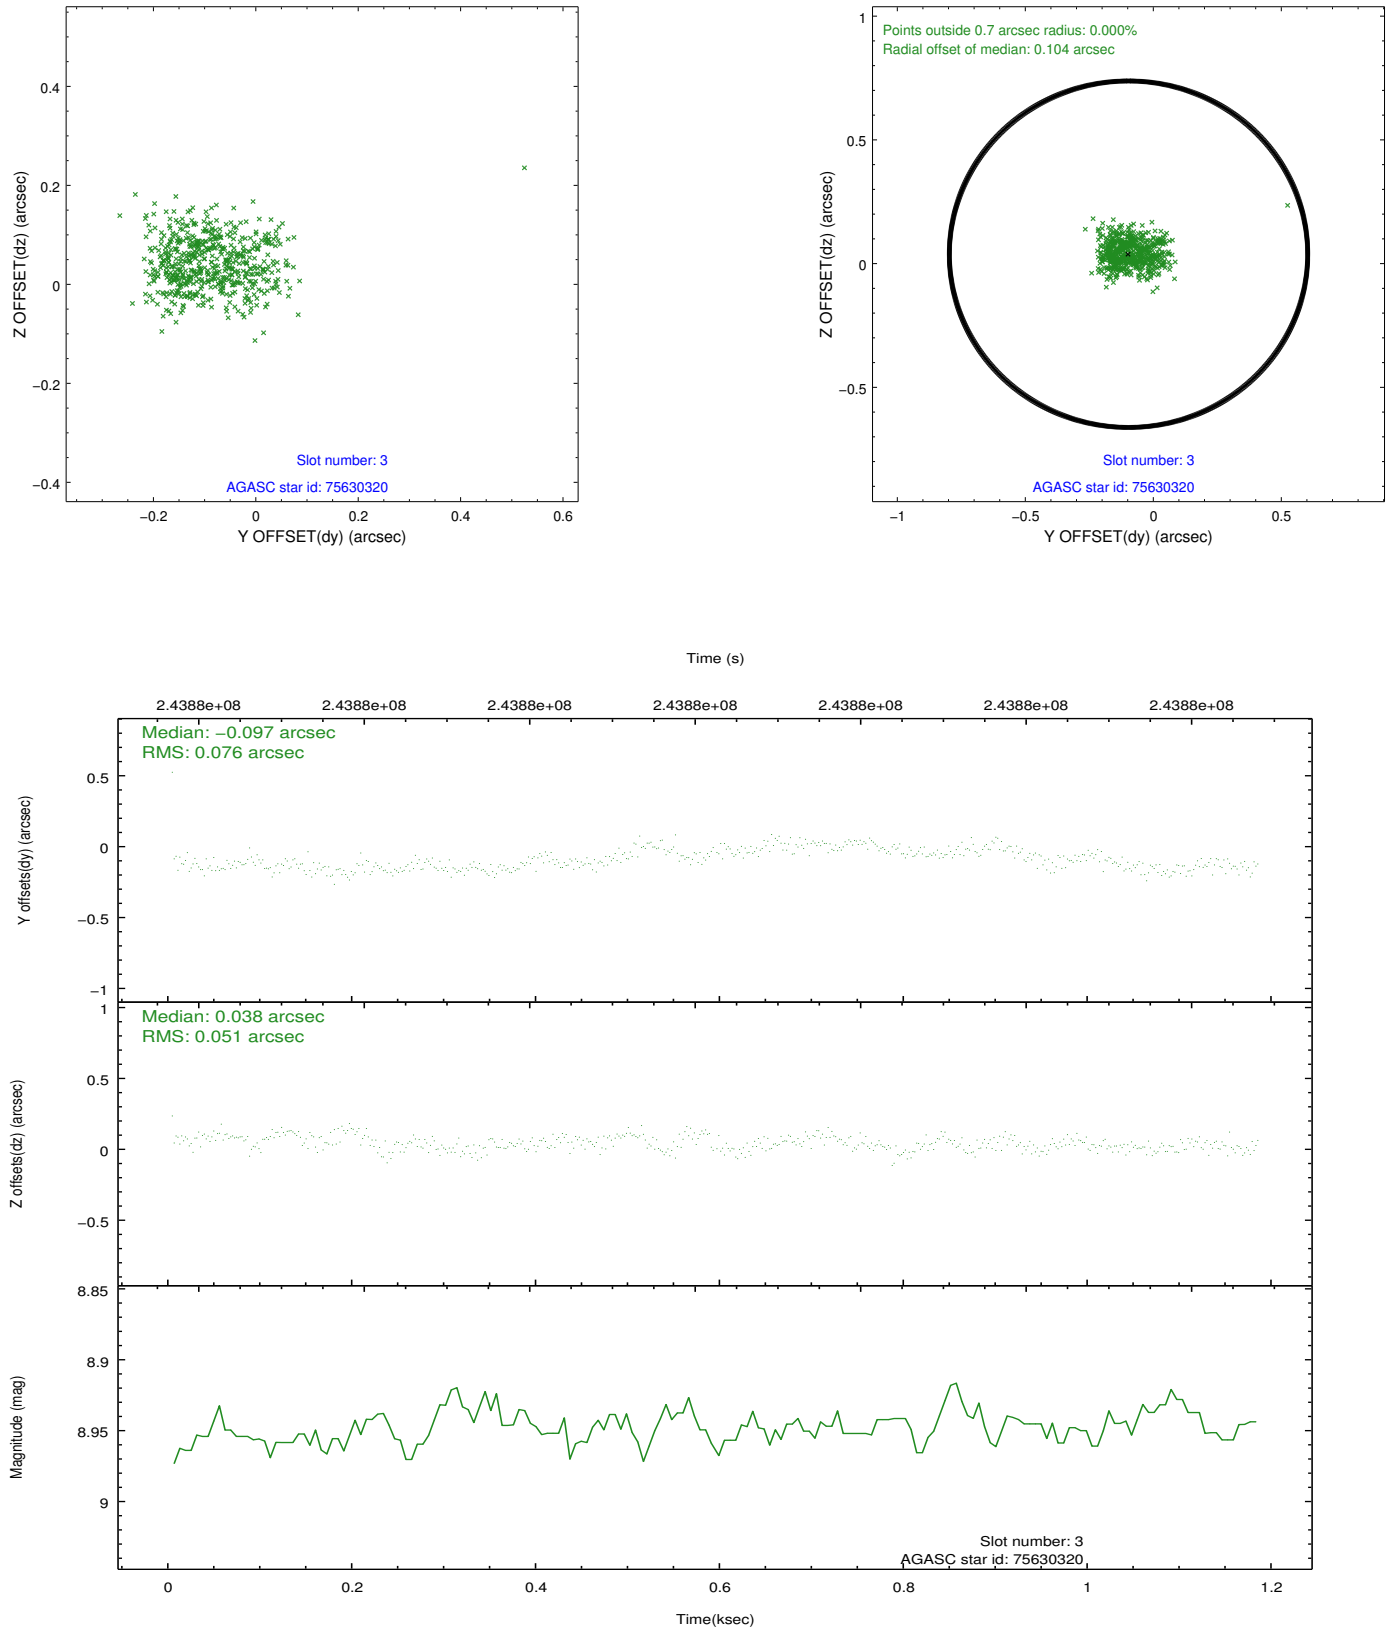 0.4
0.2
0
−0.2
−0.4
Z OFFSET(dz) (arcsec)
Slot number: 3
AGASC star id: 75630320
−0.2 0 0.2 0.4 0.6
Y OFFSET(dy) (arcsec)
Points outside 0.7 arcsec radius: 0.000%
Radial offset of median: 0.104 arcsec
1
0.5
0
−0.5
Z OFFSET(dz) (arcsec)
Slot number: 3
AGASC star id: 75630320
−1 −0.5 0 0.5
Y OFFSET(dy) (arcsec)
Time (s)
2.4388e+08 2.4388e+08 2.4388e+08 2.4388e+08 2.4388e+08 2.4388e+08 2.4388e+08
Median: −0.097 arcsec
RMS: 0.076 arcsec
0.5
0
−0.5
−1
Y offsets(dy) (arcsec)
Median: 0.038 arcsec
RMS: 0.051 arcsec
1
0.5
0
−0.5
Z offsets(dz) (arcsec)
8.85
8.9
8.95
9
Magnitude (mag)
Slot number: 3
AGASC star id: 75630320
0 0.2 0.4 0.6 0.8 1 1.2
Time(ksec)